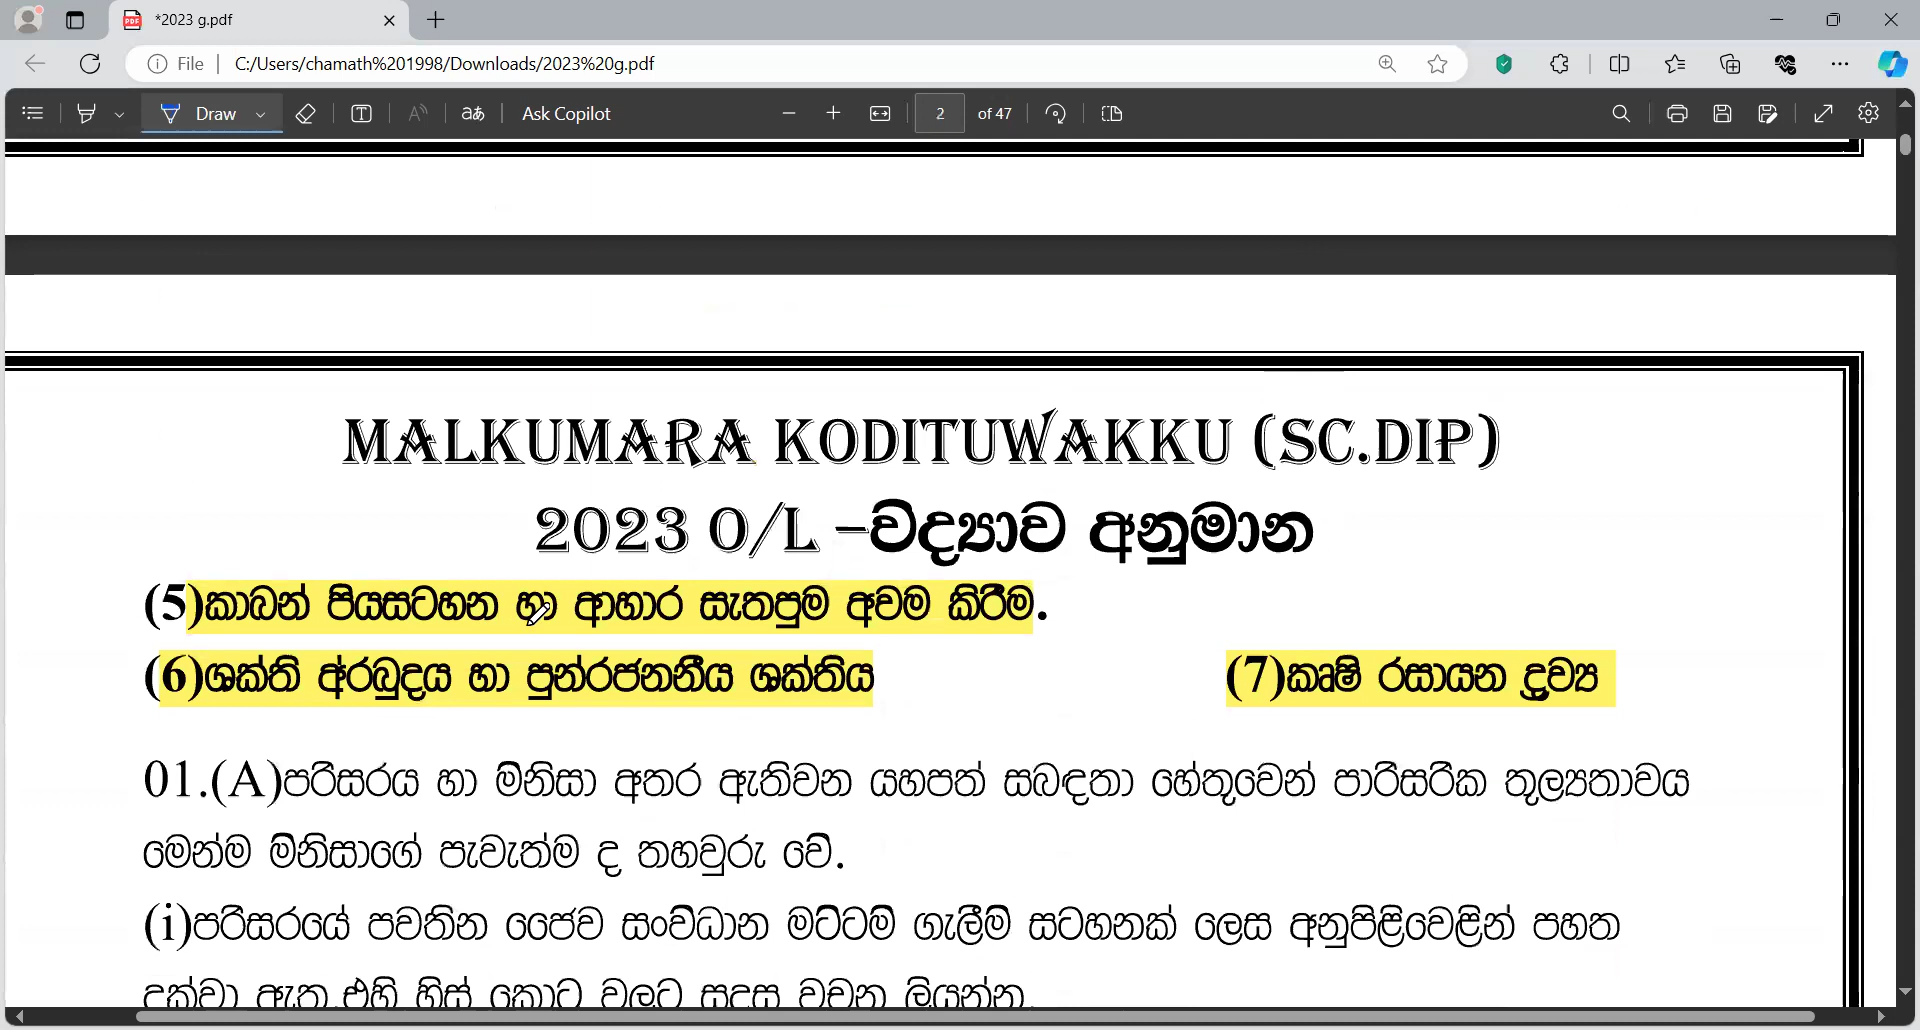 *2023 g.pdf
File
C:/Users/chamath%201998/Downloads/2023%20g.pdf
Draw
aあ
Ask Copilot
2 of 47
MALKUMARA KODITUWAKKU (SC.DIP)
2023 O/L –විද්‍යාව අනුමාන
(5)කාබන් පියසටහන හා ආහාර සැතපුම අවම කිරීම.
(6)ශක්ති අර්බුදය හා පුනර්ජනනීය ශක්තිය (7)කෘෂි රසායන ද්‍රව්‍ය
01.(A)පරිසරය හා මිනිසා අතර ඇතිවන යහපත් සබඳතා හේතුවෙන් පාරිසරික තුල්‍යතාවය
මෙන්ම මිනිසාගේ පැවැත්ම ද තහවුරු වේ.
(i)පරිසරයේ පවතින ජෛව සංවිධාන මට්ටම් ගැලීම් සටහනක් ලෙස අනුපිළිවෙළින් පහත
දක්වා ඇත.එහි හිස් කොට වලට සුදුසු වචන ලියන්න.